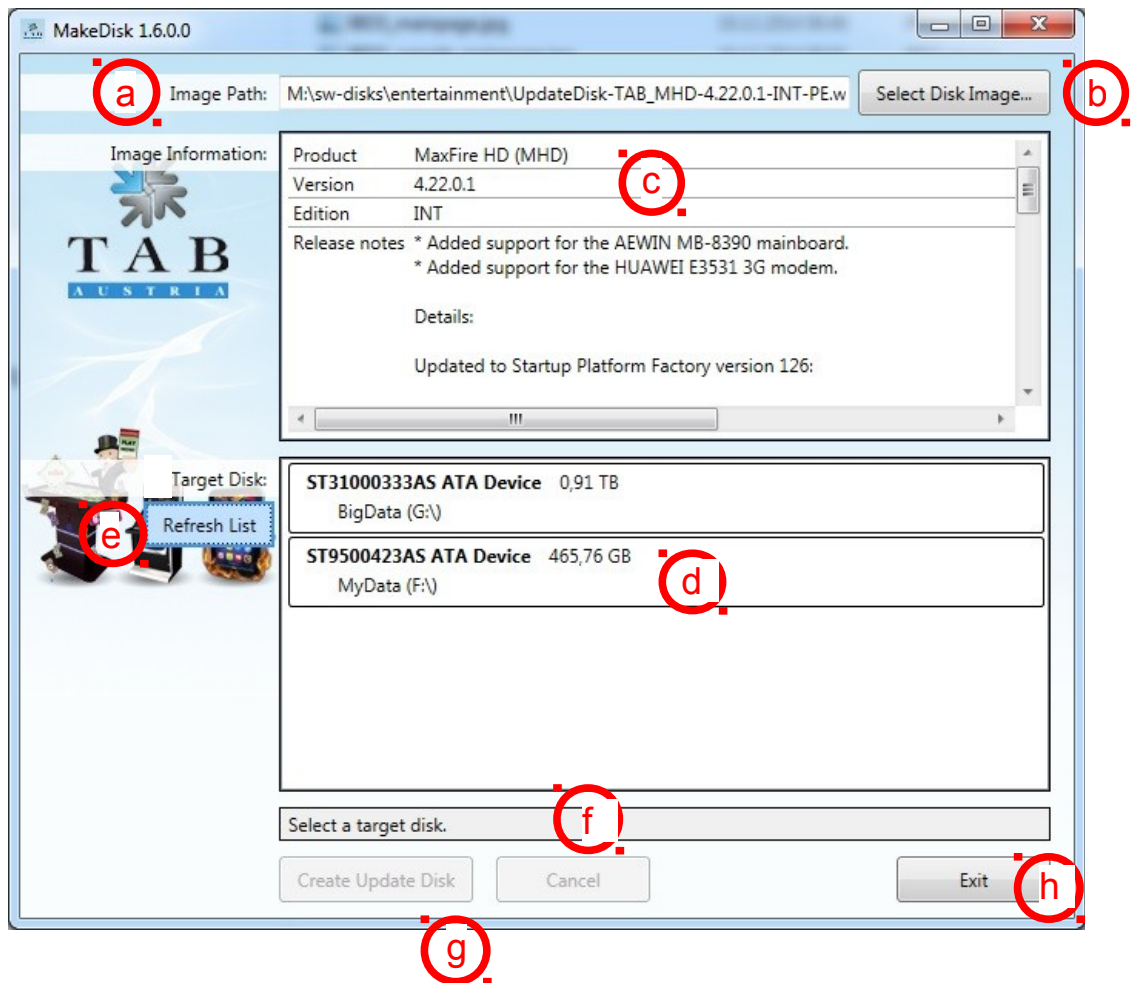 MakeDisk 1.6.0.0
a
Image Path:
M:\sw-disks\entertainment\UpdateDisk-TAB_MHD-4.22.0.1-INT-PE.w
Select Disk Image...
b
Image Information:
Product MaxFire HD (MHD)
c
Version 4.22.0.1
Edition INT
Release notes * Added support for the AEWIN MB-8390 mainboard.
* Added support for the HUAWEI E3531 3G modem.
Details:
Updated to Startup Platform Factory version 126:
TAB
AUSTRIA
PLAY
Target Disk:
Refresh List
e
ST31000333AS ATA Device 0,91 TB
BigData (G:\)
ST9500423AS ATA Device 465,76 GB
MyData (F:\)
d
Select a target disk.
f
Create Update Disk
Cancel
Exit
h
g